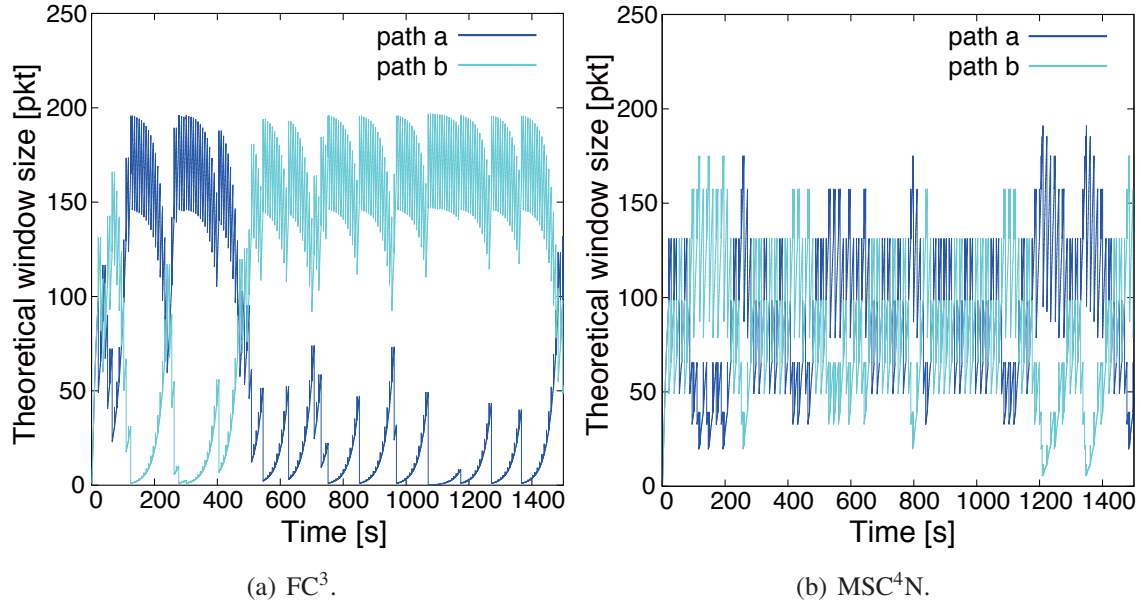 250
200
150
100
50
0
Theoretical window size [pkt]
path a
path b
0 200 400 600 800 1000 1200 1400
Time [s]
(a) FC³.
250
200
150
100
50
0
Theoretical window size [pkt]
path a
path b
0 200 400 600 800 1000 1200 1400
Time [s]
(b) MSC⁴N.